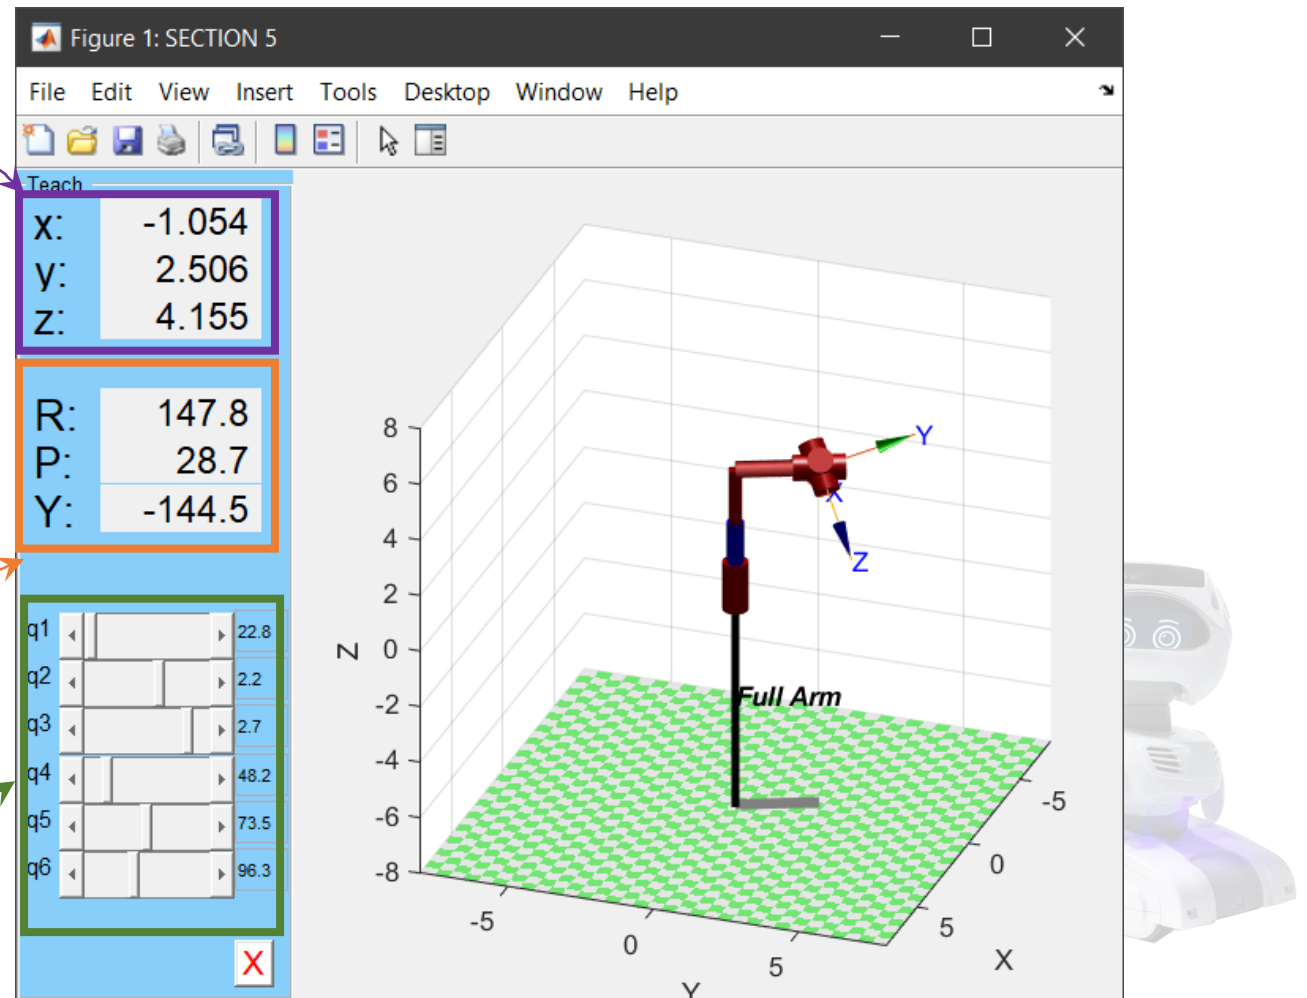 Figure 1: SECTION 5
File Edit View Insert Tools Desktop Window Help
Teach
x: -1.054
y: 2.506
z: 4.155
R: 147.8
P: 28.7
Y: -144.5
q1 22.8
q2 2.2
q3 2.7
q4 48.2
q5 73.5
q6 96.3
X
8
6
4
2
0
-2
-4
-6
-8
Z
Y
X
Z
Full Arm
-5
0
5
Y
-5
0
5
X